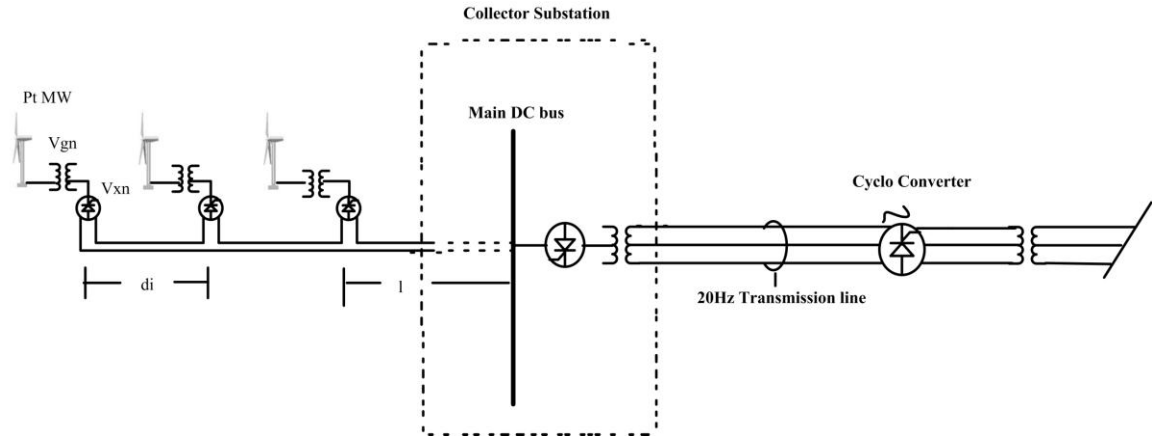 Collector Substation
Pt MW
Main DC bus
Vgn
Vxn
Cyclo Converter
di
l
20Hz Transmission line